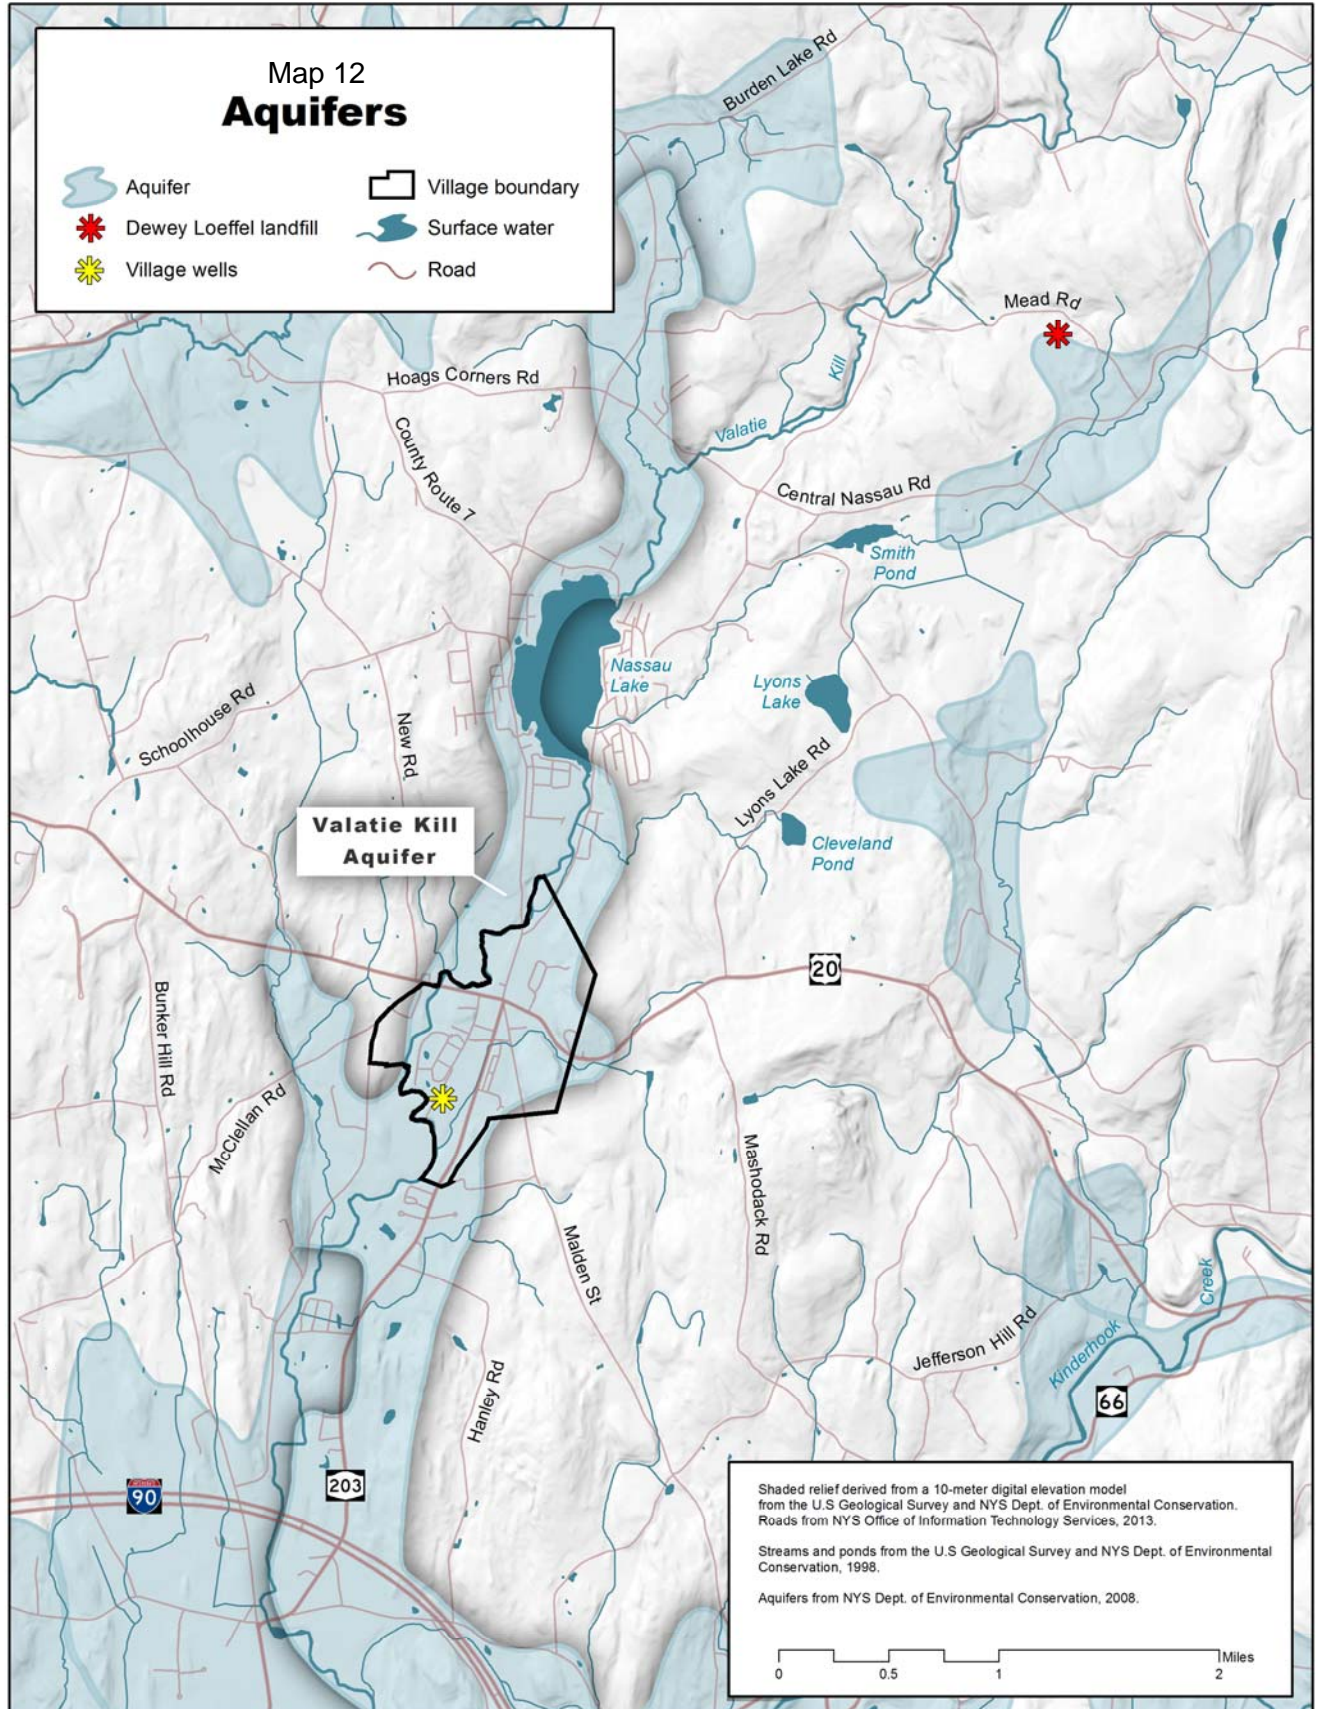 Map 12
Aquifers
Aquifer
Village boundary
Dewey Loeffel landfill
Surface water
Village wells
Road
Burden Lake Rd
Mead Rd
Kill
Hoags Corners Rd
Valatie
County Route 7
Central Nassau Rd
Smith
Pond
Nassau
Lake
Lyons
Lake
Schoolhouse Rd
New Rd
Lyons Lake Rd
Valatie Kill
Aquifer
Cleveland
Pond
20
Bunker Hill Rd
McClellan Rd
Mashodack Rd
Malden St
Creek
Jefferson Hill Rd
Kinderhook
Hanley Rd
66
90
203
Shaded relief derived from a 10-meter digital elevation model
from the U.S Geological Survey and NYS Dept. of Environmental Conservation.
Roads from NYS Office of Information Technology Services, 2013.
Streams and ponds from the U.S Geological Survey and NYS Dept. of Environmental
Conservation, 1998.
Aquifers from NYS Dept. of Environmental Conservation, 2008.
Miles
0 0.5 1 2